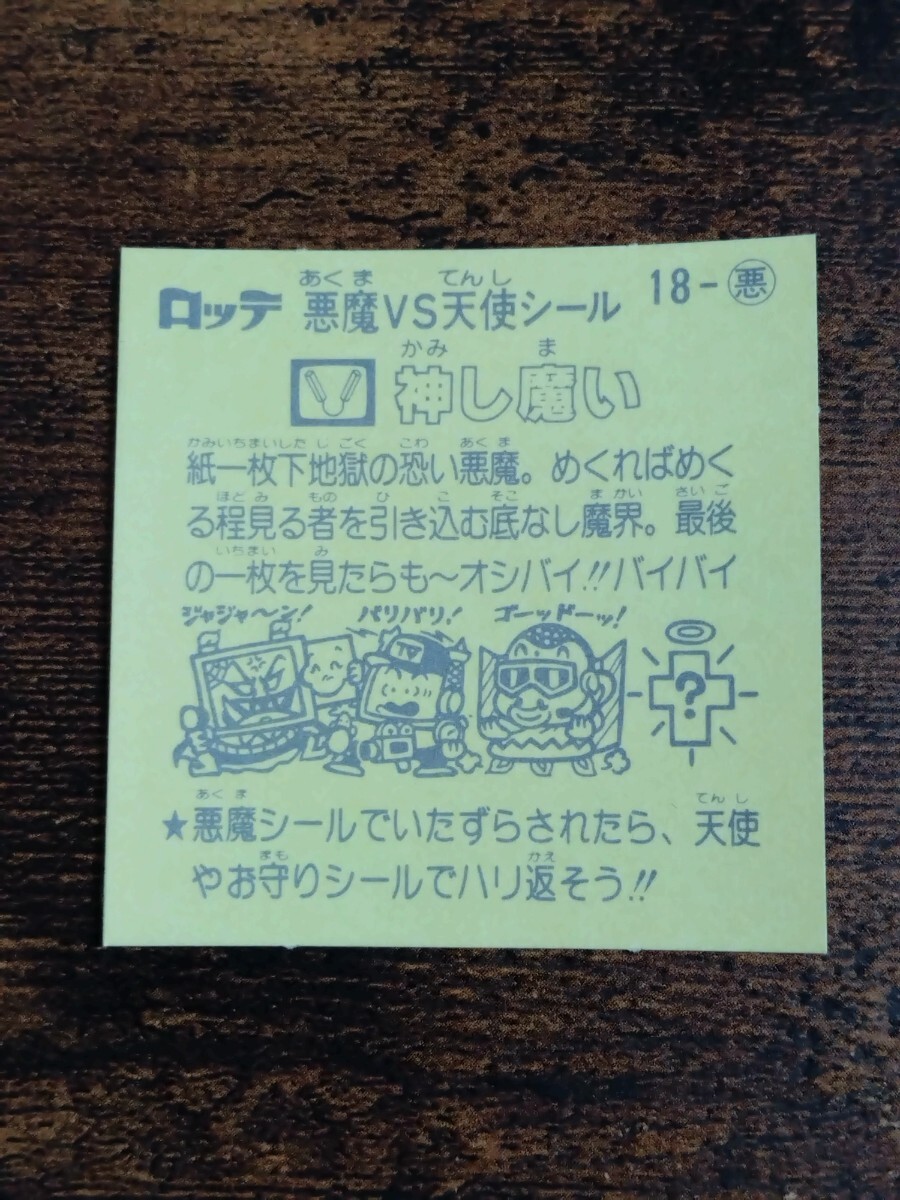 ロッテ 悪魔VS天使シール 18-悪
神し魔い
紙一枚下地獄の恐い悪魔。めくればめく
る程見る者を引き込む底なし魔界。最後
の一枚を見たらも〜オシバイ!!バイバイ
ジャジャ〜ン! バリバリ! ゴーッドーッ!
TV
?
★悪魔シールでいたずらされたら、天使
やお守りシールでハリ返そう!!